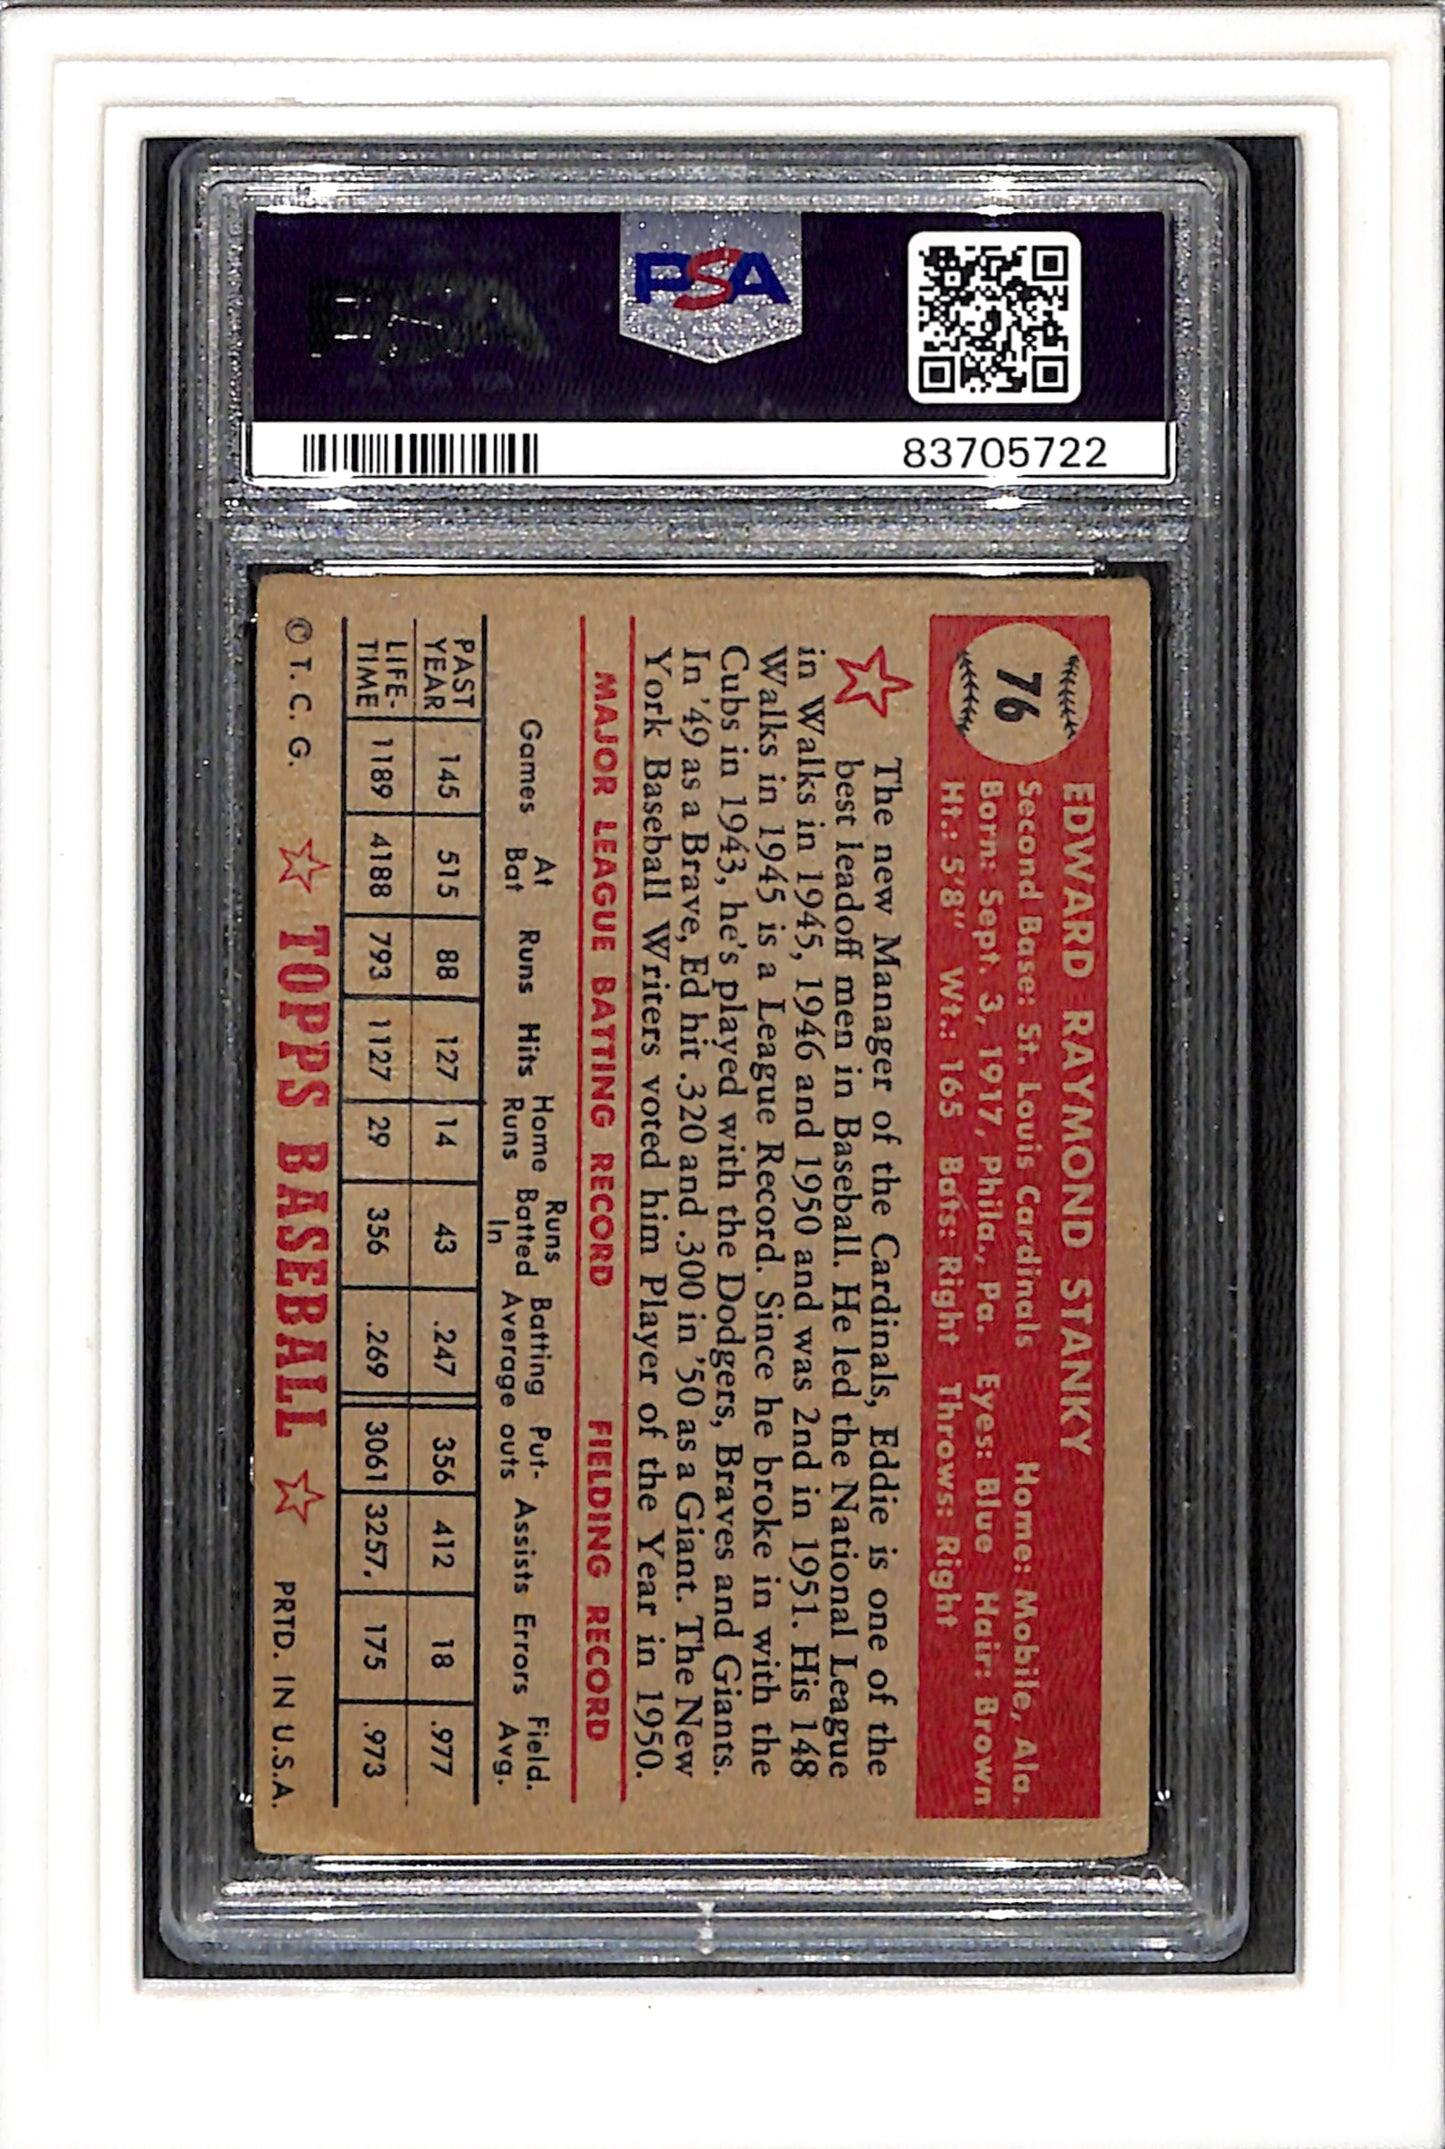 PSA
83705722
76
EDWARD RAYMOND STANKY
Second Base: St. Louis Cardinals Home: Mobile, Ala.
Born: Sept. 3, 1917, Phila., Pa. Eyes: Blue Hair: Brown
Ht.: 5'8" Wt.: 165 Bats: Right Throws: Right
The new Manager of the Cardinals, Eddie is one of the
best leadoff men in Baseball. He led the National League
in Walks in 1945, 1946 and 1950 and was 2nd in 1951. His 148
Walks in 1945 is a League Record. Since he broke in with the
Cubs in 1943, he's played with the Dodgers, Braves and Giants.
In '49 as a Brave, Ed hit .320 and .300 in '50 as a Giant. The New
York Baseball Writers voted him Player of the Year in 1950.
MAJOR LEAGUE BATTING RECORD FIELDING RECORD
Games At Bat Runs Hits Home Runs Runs Batted In Batting Average Put-outs Assists Errors Field. Avg.
PAST YEAR 145 515 88 127 14 43 .247 356 412 18 .977
LIFE-TIME 1189 4188 793 1127 29 356 .269 3061 3257. 175 .973
© T. C. G. TOPPS BASEBALL PRTD. IN U.S.A.